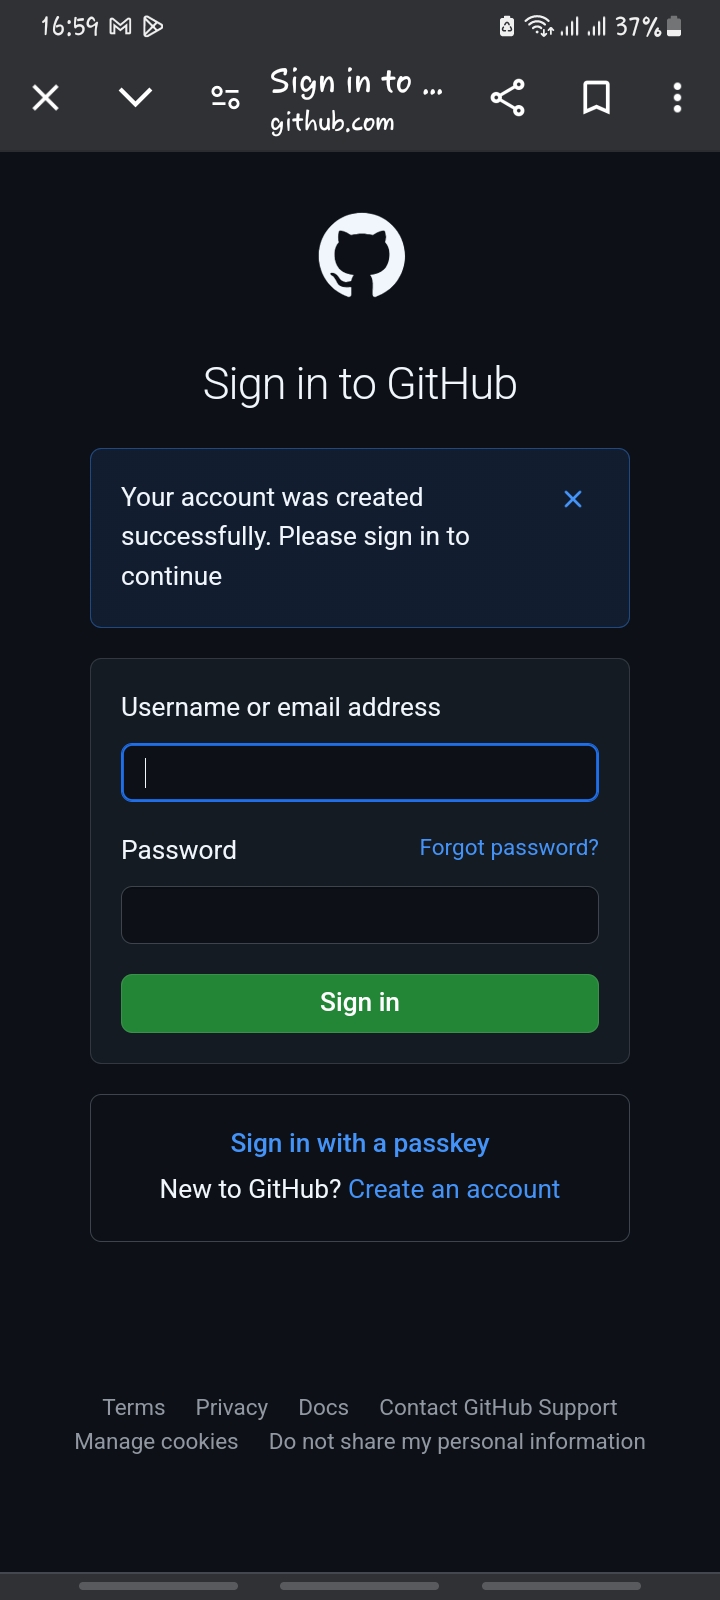 16:59 37%
Sign in to ...
github.com
Sign in to GitHub
Your account was created
successfully. Please sign in to
continue
Username or email address
Password Forgot password?
Sign in
Sign in with a passkey
New to GitHub? Create an account
Terms Privacy Docs Contact GitHub Support
Manage cookies Do not share my personal information